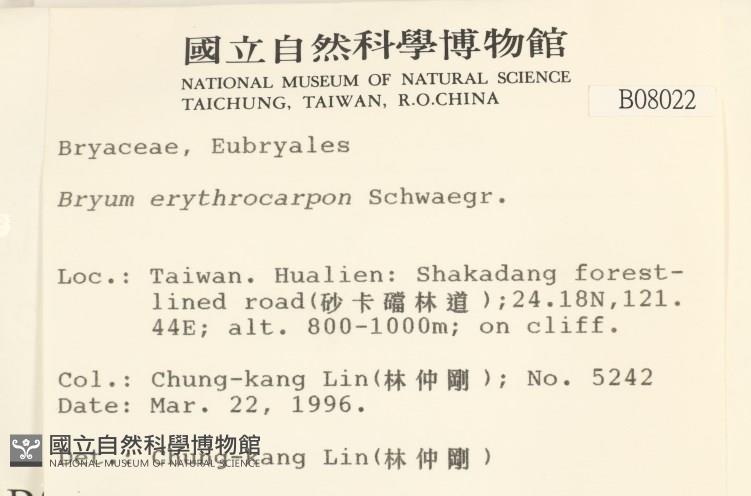 國立自然科學博物館
NATIONAL MUSEUM OF NATURAL SCIENCE
TAICHUNG, TAIWAN, R.O.CHINA
B08022
Bryaceae, Eubryales
Bryum erythrocarpon Schwaegr.
Loc.: Taiwan. Hualien: Shakadang forest-
lined road(砂卡礑林道);24.18N,121.
44E; alt. 800-1000m; on cliff.
Col.: Chung-kang Lin(林仲剛); No. 5242
Date: Mar. 22, 1996.
國立自然科學博物館
NATIONAL MUSEUM OF NATURAL SCIENCE
Det.: Chung-kang Lin(林仲剛)